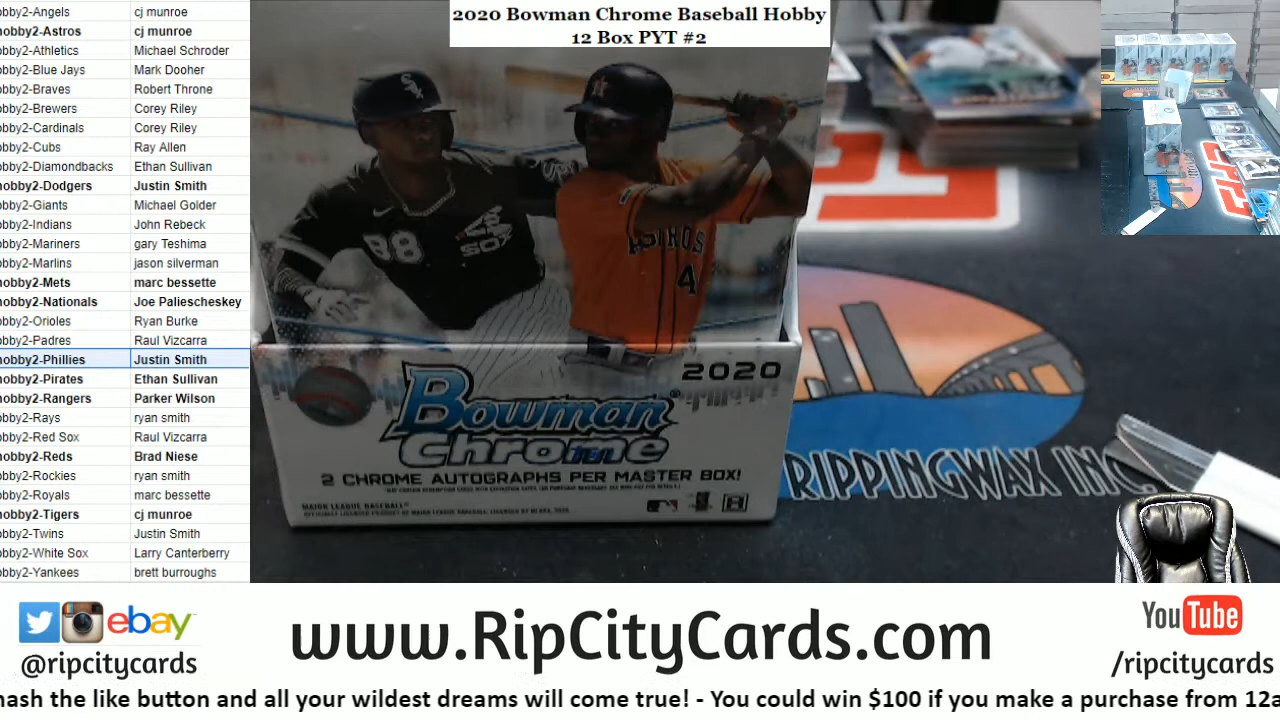 2020 Bowman Chrome Baseball Hobby
12 Box PYT #2
obby2-Angels cj munroe
hobby2-Astros cj munroe
obby2-Athletics Michael Schroder
obby2-Blue Jays Mark Dooher
obby2-Braves Robert Throne
obby2-Brewers Corey Riley
obby2-Cardinals Corey Riley
obby2-Cubs Ray Allen
obby2-Diamondbacks Ethan Sullivan
hobby2-Dodgers Justin Smith
obby2-Giants Michael Golder
obby2-Indians John Rebeck
obby2-Mariners gary Teshima
obby2-Marlins jason silverman
hobby2-Mets marc bessette
hobby2-Nationals Joe Paliescheskey
obby2-Orioles Ryan Burke
obby2-Padres Raul Vizcarra
hobby2-Phillies Justin Smith
hobby2-Pirates Ethan Sullivan
hobby2-Rangers Parker Wilson
obby2-Rays ryan smith
obby2-Red Sox Raul Vizcarra
hobby2-Reds Brad Niese
obby2-Rockies ryan smith
obby2-Royals marc bessette
hobby2-Tigers cj munroe
obby2-Twins Justin Smith
obby2-White Sox Larry Canterberry
obby2-Yankees brett burroughs
SOX
88
SOX
ASTROS
4
2020
Bowman
Chrome
2 CHROME AUTOGRAPHS PER MASTER BOX!
MAJOR LEAGUE BASEBALL
RIPPINGWAX INC.
ebay
@ripcitycards
www.RipCityCards.com
YouTube
/ripcitycards
mash the like button and all your wildest dreams will come true! - You could win $100 if you make a purchase from 12a